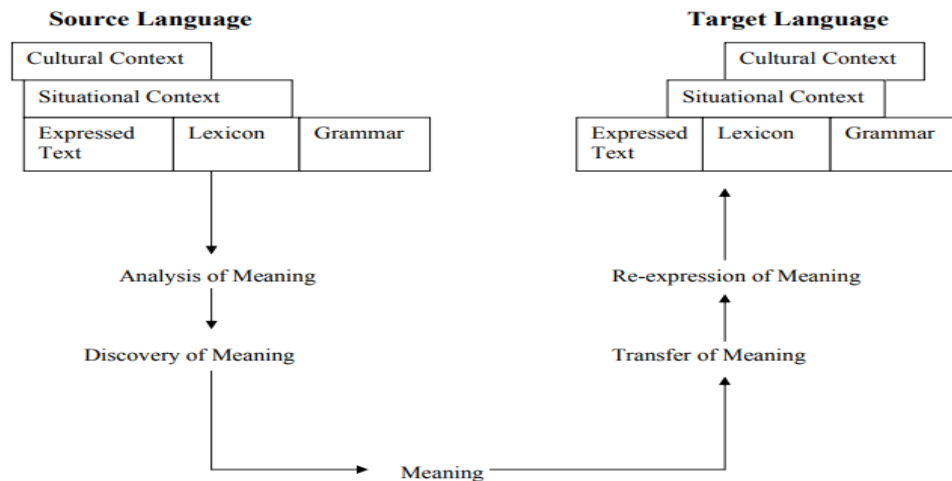 Source Language
Target Language
Cultural Context
Cultural Context
Situational Context
Situational Context
Expressed Text
Lexicon
Grammar
Expressed Text
Lexicon
Grammar
Analysis of Meaning
Re-expression of Meaning
Discovery of Meaning
Transfer of Meaning
Meaning